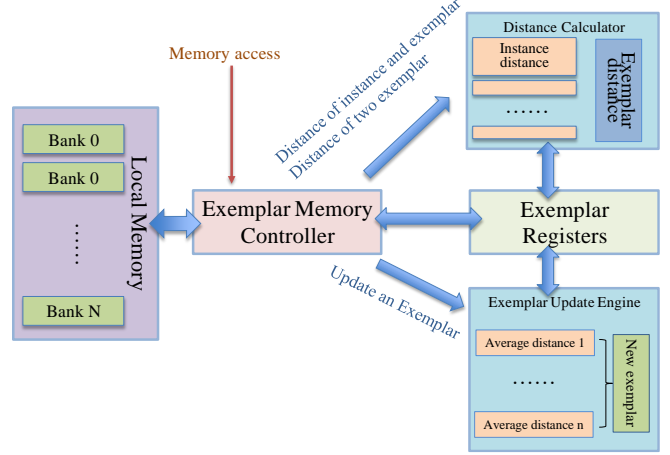 Memory access
Bank 0
Bank 0
......
Bank N
Local Memory
Exemplar Memory
Controller
Distance of instance and exemplar
Distance of two exemplar
Update an Exemplar
Distance Calculator
Instance
distance
......
Exemplar
distance
Exemplar
Registers
Exemplar Update Engine
Average distance 1
......
Average distance n
New exemplar